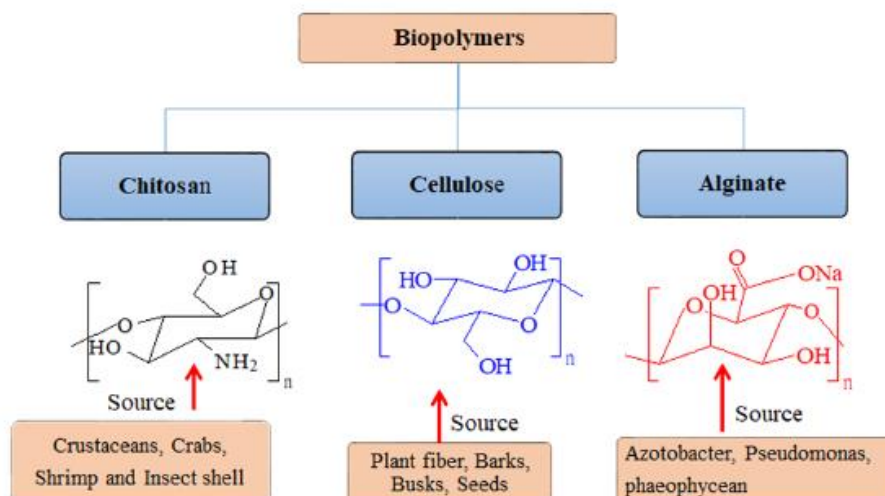 Biopolymers
Chitosan
Cellulose
Alginate
OH
O
O
HO
NH2
n
OH
HO
O
O
OH
n
O
ONa
OH
O
O
OH
n
Source
Source
Source
Crustaceans, Crabs,
Shrimp and Insect shell
Plant fiber, Barks,
Busks, Seeds
Azotobacter, Pseudomonas,
phaeophycean